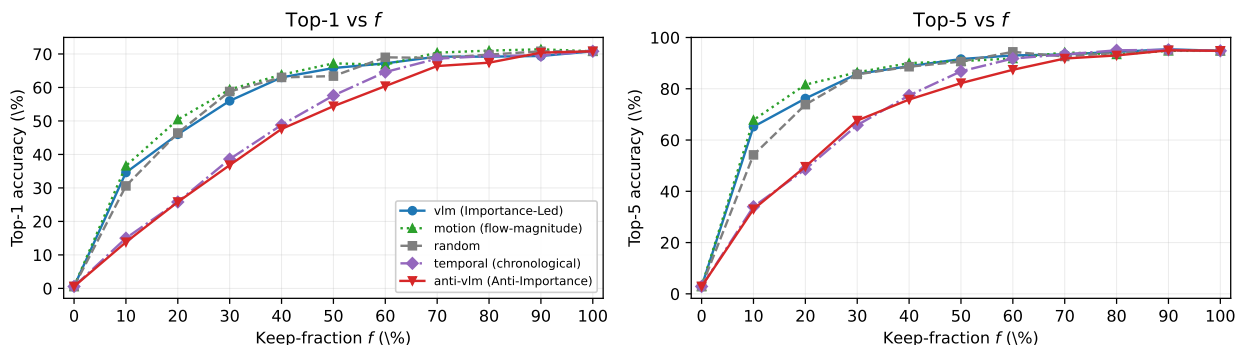 Top-1 vs f
Top-1 accuracy (\%)
70
60
50
40
30
20
10
0
vlm (Importance-Led)
motion (flow-magnitude)
random
temporal (chronological)
anti-vlm (Anti-Importance)
0 10 20 30 40 50 60 70 80 90 100
Keep-fraction f (\%)
Top-5 vs f
Top-5 accuracy (\%)
100
80
60
40
20
0
0 10 20 30 40 50 60 70 80 90 100
Keep-fraction f (\%)